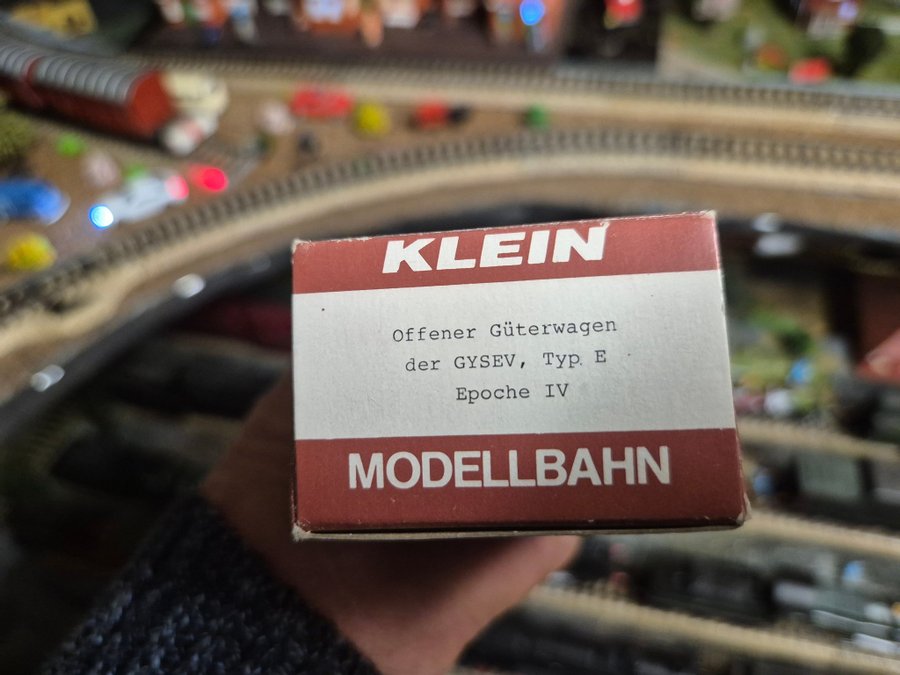 KLEIN
Offener Güterwagen
der GYSEV, Typ E
Epoche IV
MODELLBAHN